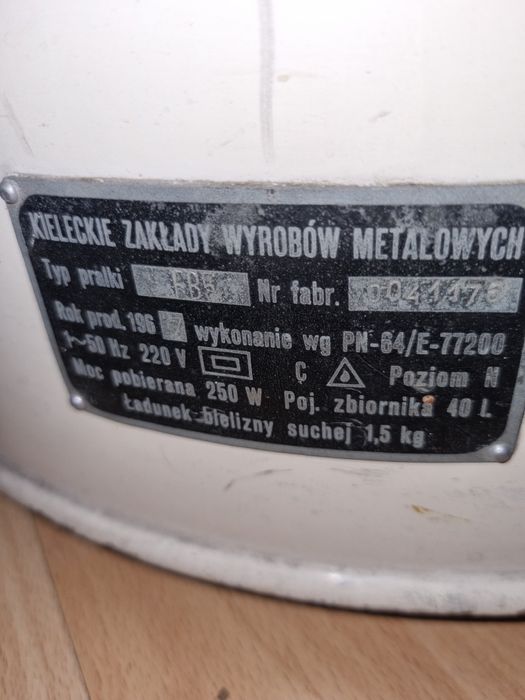 KIELECKIE ZAKŁADY WYROBÓW METALOWYCH
Typ pralki Nr fabr.
Rok prod. 196 wykonanie wg PN-64/E-77200
1~50 Hz 220 V Ç Poziom N
Moc pobierana 250 W Poj. zbiornika 40 L
Ładunek bielizny suchej 1,5 kg